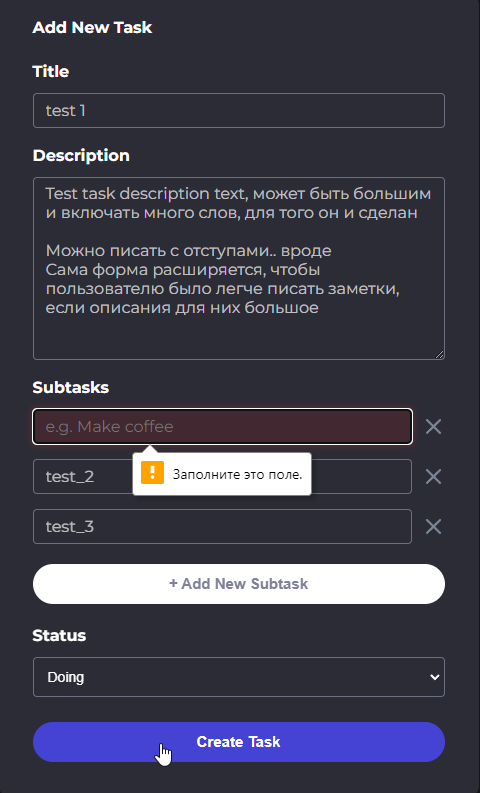 Add New Task
Title
test 1
Description
Test task description text, может быть большим
и включать много слов, для того он и сделан
Можно писать с отступами.. вроде
Сама форма расширяется, чтобы
пользователю было легче писать заметки,
если описания для них большое
Subtasks
e.g. Make coffee
Заполните это поле.
test_2
test_3
+ Add New Subtask
Status
Doing
Create Task